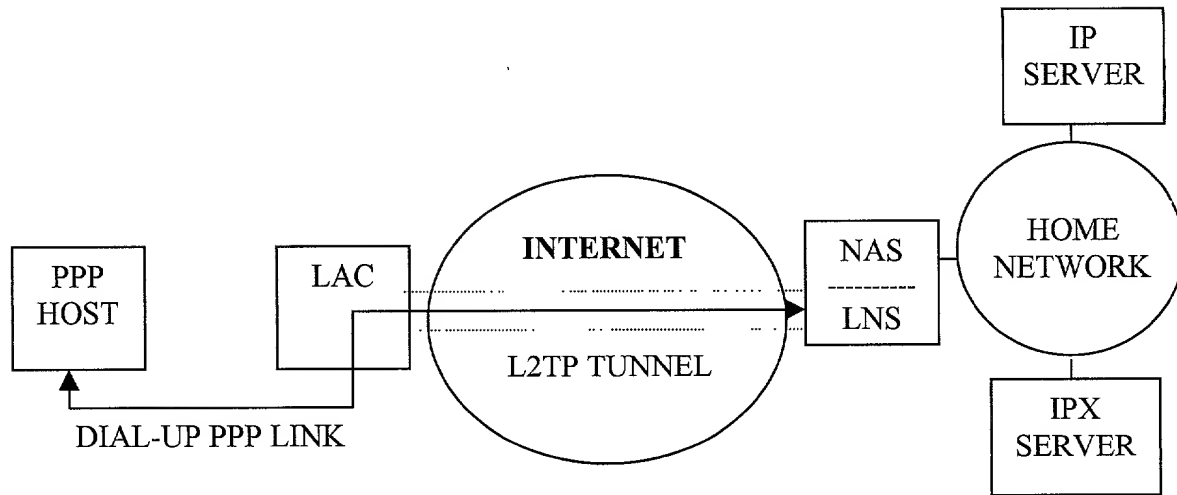 IP
SERVER
INTERNET
HOME
NETWORK
NAS
LNS
PPP
HOST
LAC
L2TP TUNNEL
DIAL-UP PPP LINK
IPX
SERVER